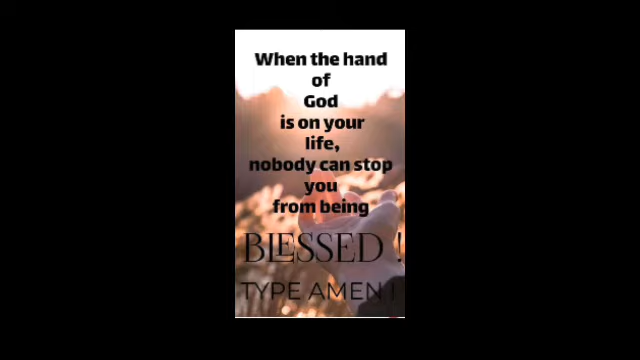 When the hand
of
God
is on your
life,
nobody can stop
you
from being
BLESSED !
TYPE AMEN !